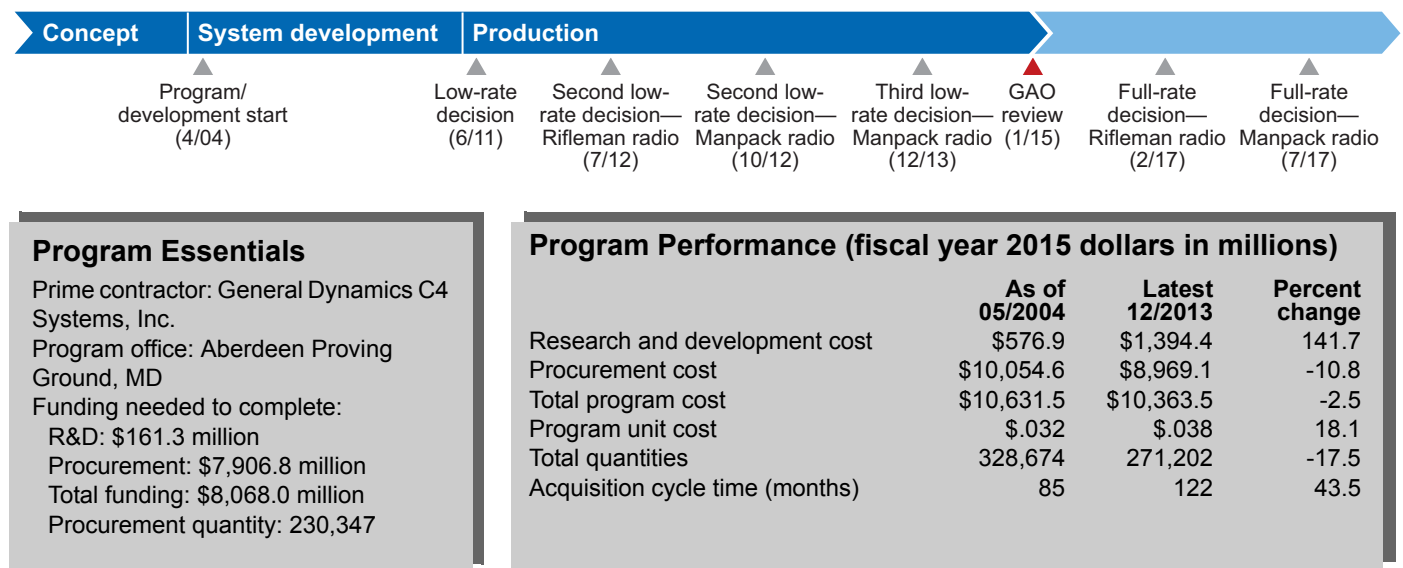 Concept System development Production
Program/
development start
(4/04)
Low-rate
decision
(6/11)
Second low-
rate decision—
Rifleman radio
(7/12)
Second low-
rate decision—
Manpack radio
(10/12)
Third low-
rate decision—
Manpack radio
(12/13)
GAO
review
(1/15)
Full-rate
decision—
Rifleman radio
(2/17)
Full-rate
decision—
Manpack radio
(7/17)
Program Essentials
Prime contractor: General Dynamics C4
Systems, Inc.
Program office: Aberdeen Proving
Ground, MD
Funding needed to complete:
R&D: $161.3 million
Procurement: $7,906.8 million
Total funding: $8,068.0 million
Procurement quantity: 230,347
Program Performance (fiscal year 2015 dollars in millions)
As of Latest Percent
05/2004 12/2013 change
Research and development cost $576.9 $1,394.4 141.7
Procurement cost $10,054.6 $8,969.1 -10.8
Total program cost $10,631.5 $10,363.5 -2.5
Program unit cost $.032 $.038 18.1
Total quantities 328,674 271,202 -17.5
Acquisition cycle time (months) 85 122 43.5